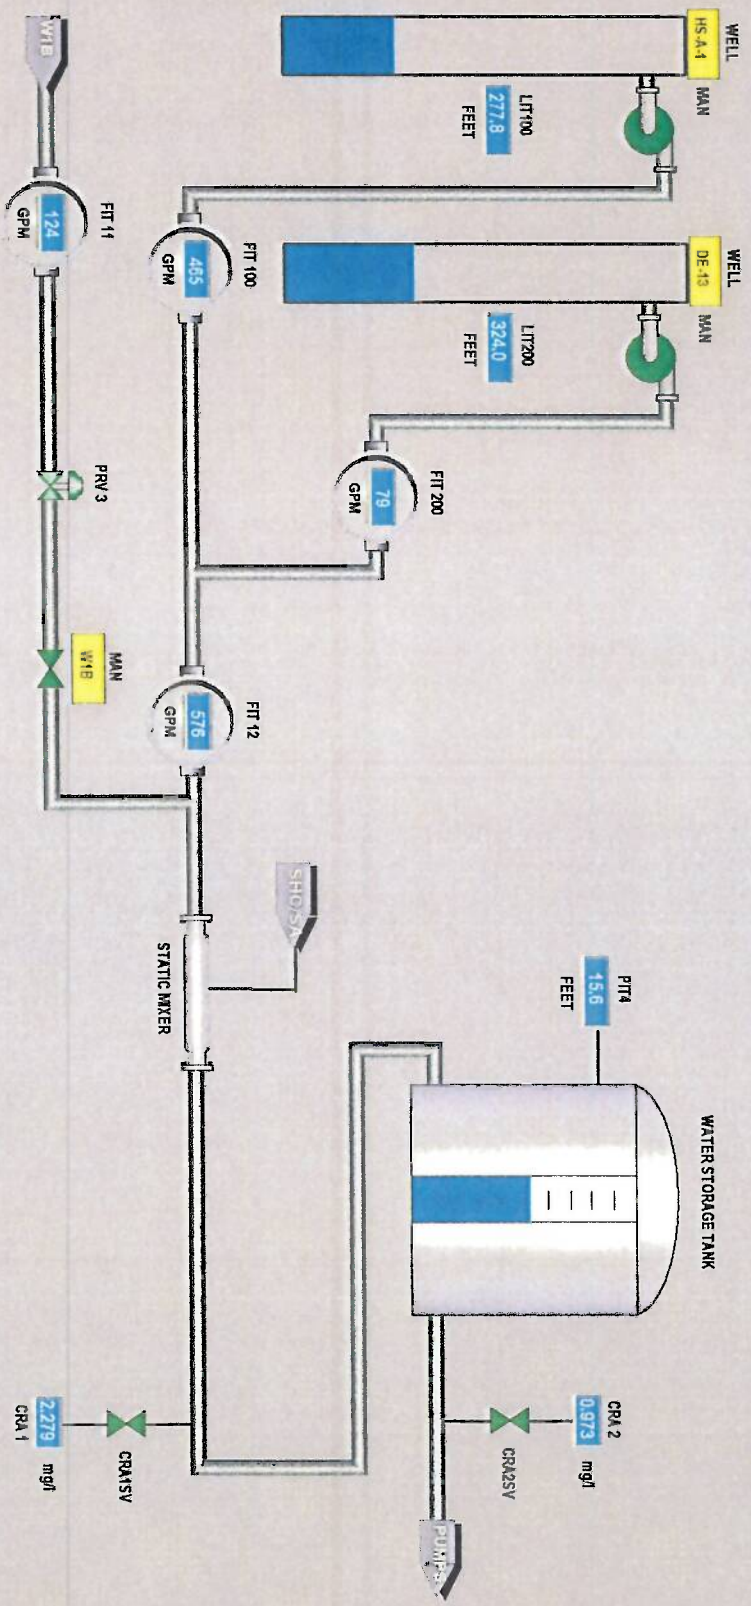 WELL
HS-A-1
MAN
LIT100
277.8
FEET
WELL
DE-13
MAN
LIT200
324.0
FEET
WATER STORAGE TANK
PIT4
15.6
FEET
CRA 2
0.973
mg/l
CRA2SV
PUMPS
FIT 200
79
GPM
FIT 100
465
GPM
FIT 12
576
GPM
STATIC MIXER
W1B
FIT 11
124
GPM
PRV 3
MAN
W1B
CRA1SV
2.279
mg/l
CRA 1